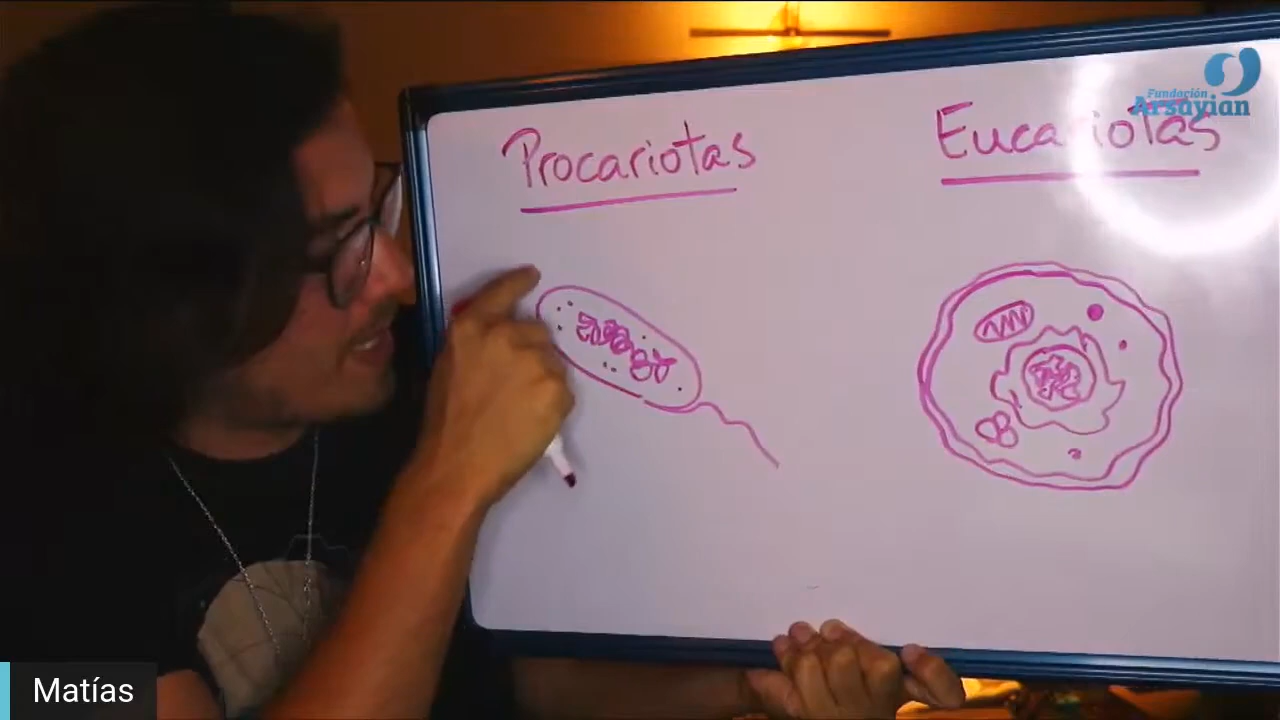 Procariotas
Eucariotas
Fundación
Arsayian
Matías